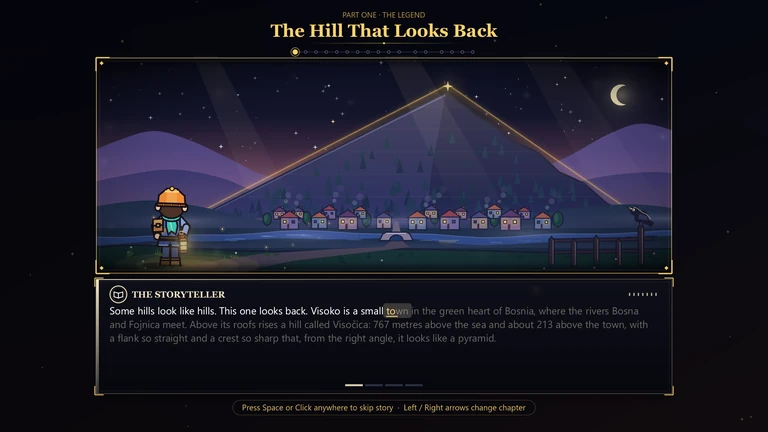 PART ONE · THE LEGEND
The Hill That Looks Back
THE STORYTELLER
Some hills look like hills. This one looks back. Visoko is a small town in the green heart of Bosnia, where the rivers Bosna
and Fojnica meet. Above its roofs rises a hill called Visočica: 767 metres above the sea and about 213 above the town, with
a flank so straight and a crest so sharp that, from the right angle, it looks like a pyramid.
Press Space or Click anywhere to skip story · Left / Right arrows change chapter